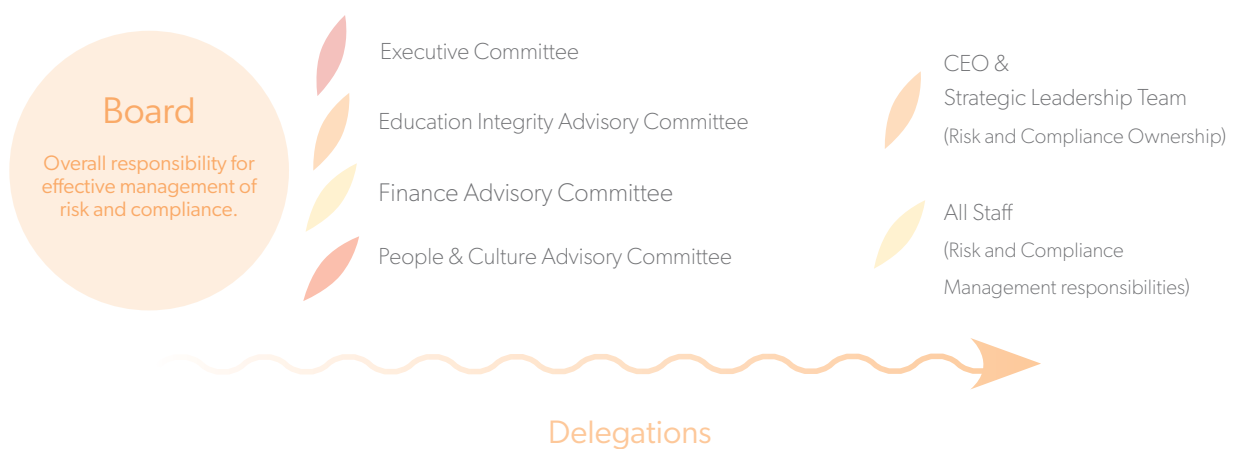 Board
Overall responsibility for
effective management of
risk and compliance.
Executive Committee
Education Integrity Advisory Committee
Finance Advisory Committee
People & Culture Advisory Committee
CEO &
Strategic Leadership Team
(Risk and Compliance Ownership)
All Staff
(Risk and Compliance
Management responsibilities)
Delegations